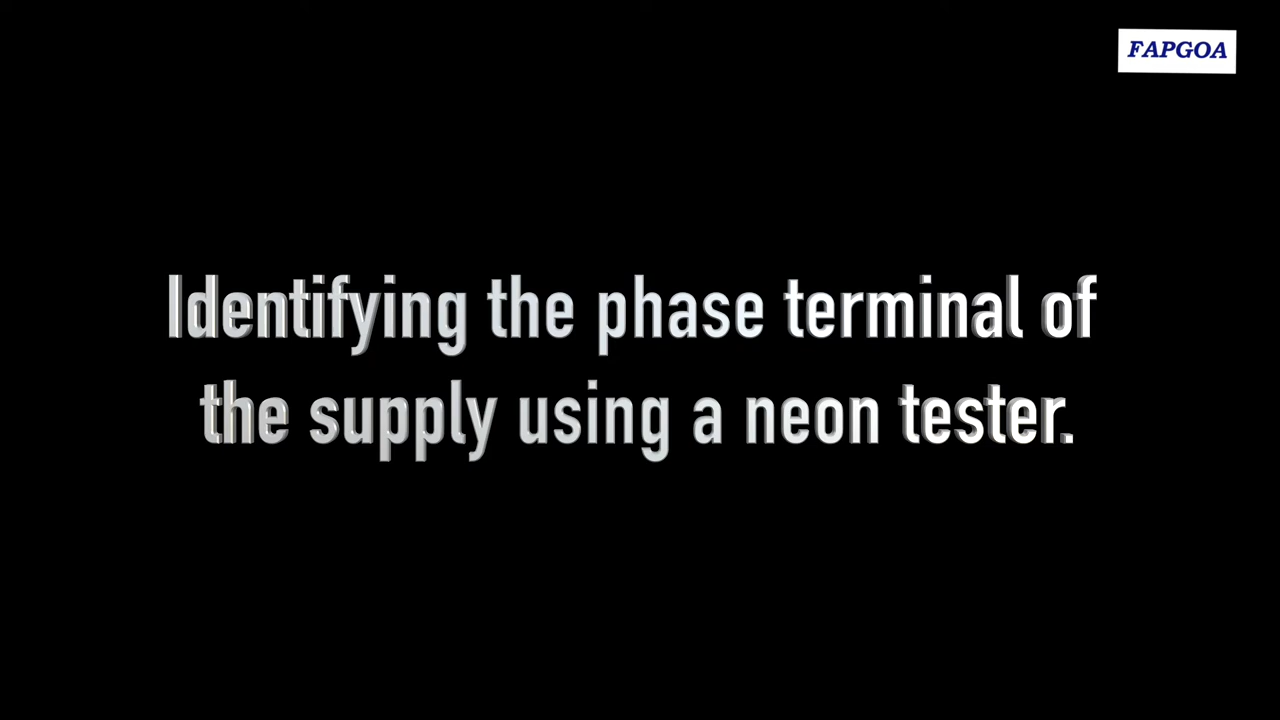 FAPGOA
Identifying the phase terminal of
the supply using a neon tester.